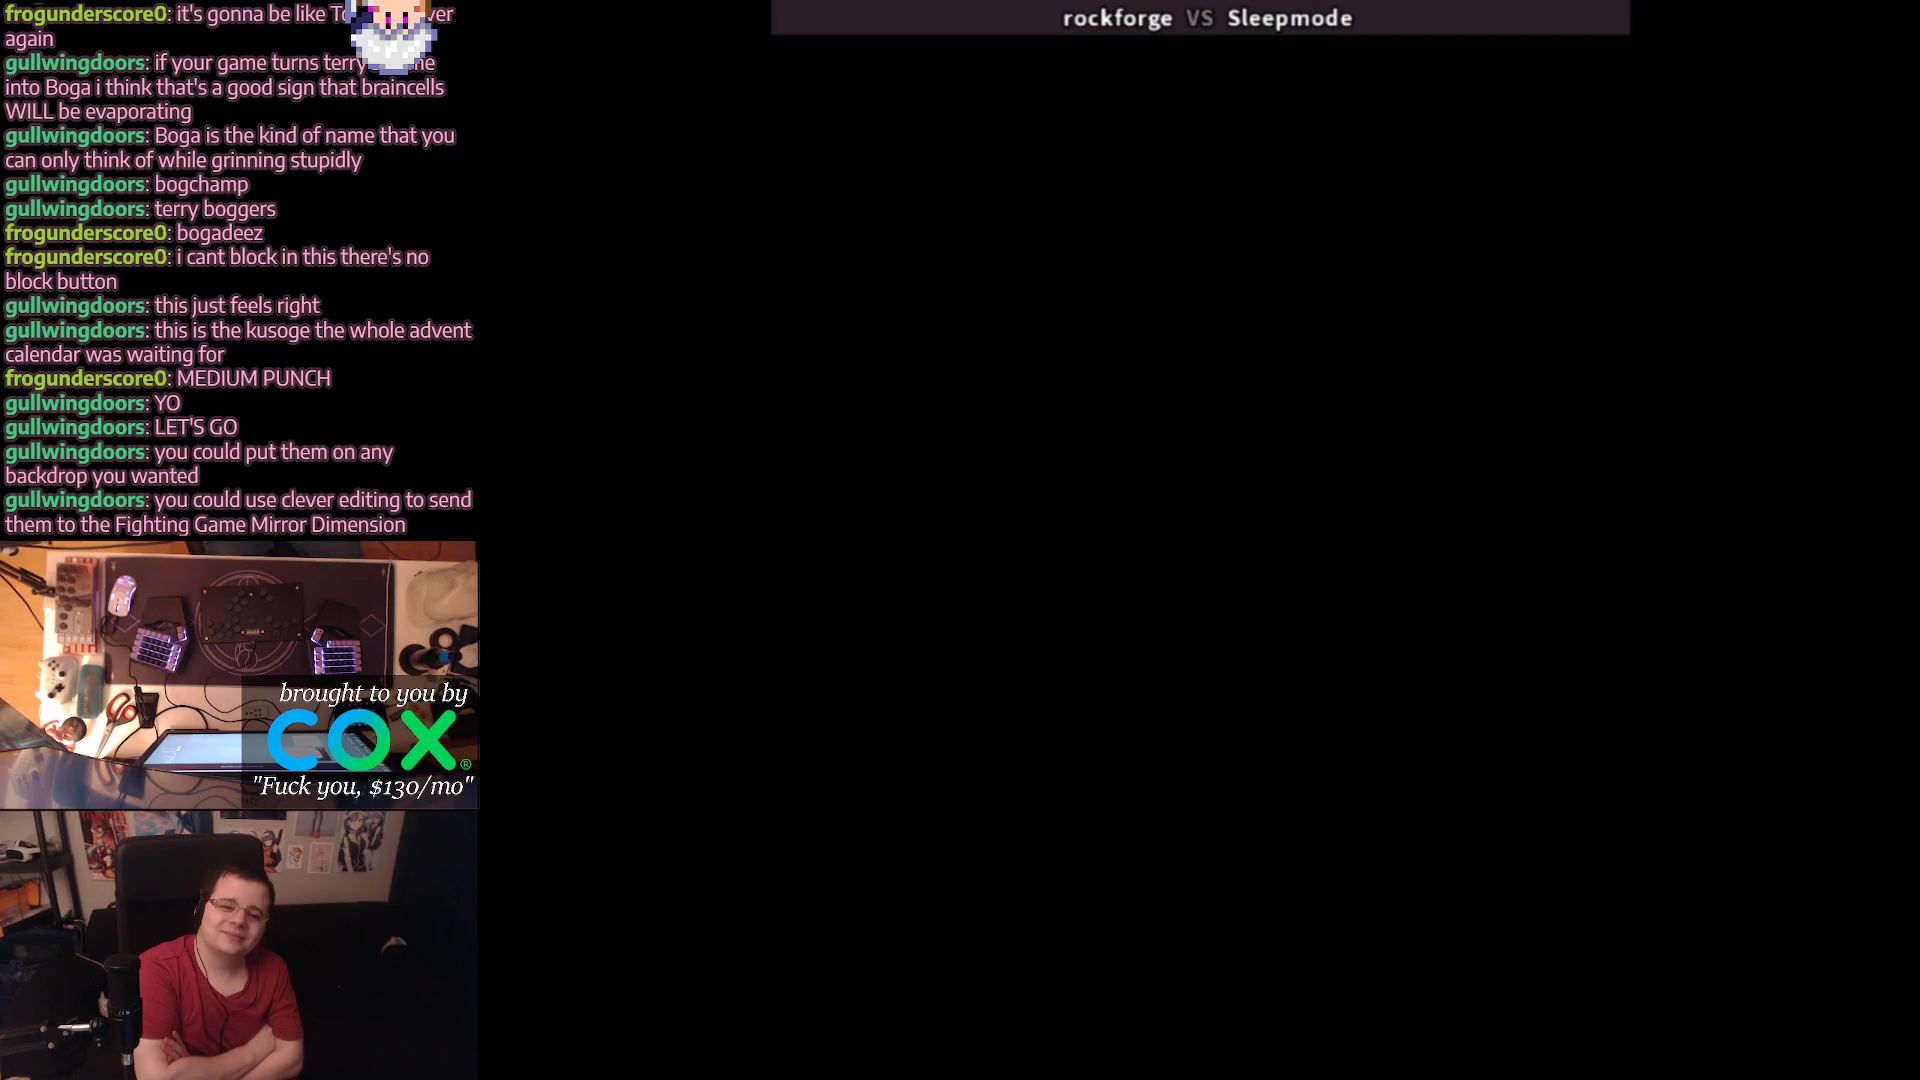 frogunderscore0: it's gonna be like
again
gullwingdoors: if your game turns terry
into Boga i think that's a good sign that braincells
WILL be evaporating
gullwingdoors: Boga is the kind of name that you
can only think of while grinning stupidly
gullwingdoors: bogchamp
gullwingdoors: terry boggers
frogunderscore0: bogadeez
frogunderscore0: i cant block in this there's no
block button
gullwingdoors: this just feels right
gullwingdoors: this is the kusoge the whole advent
calendar was waiting for
frogunderscore0: MEDIUM PUNCH
gullwingdoors: YO
gullwingdoors: LET'S GO
gullwingdoors: you could put them on any
backdrop you wanted
gullwingdoors: you could use clever editing to send
them to the Fighting Game Mirror Dimension
brought to you by
COX®
"Fuck you, $130/mo"
rockforge VS Sleepmode